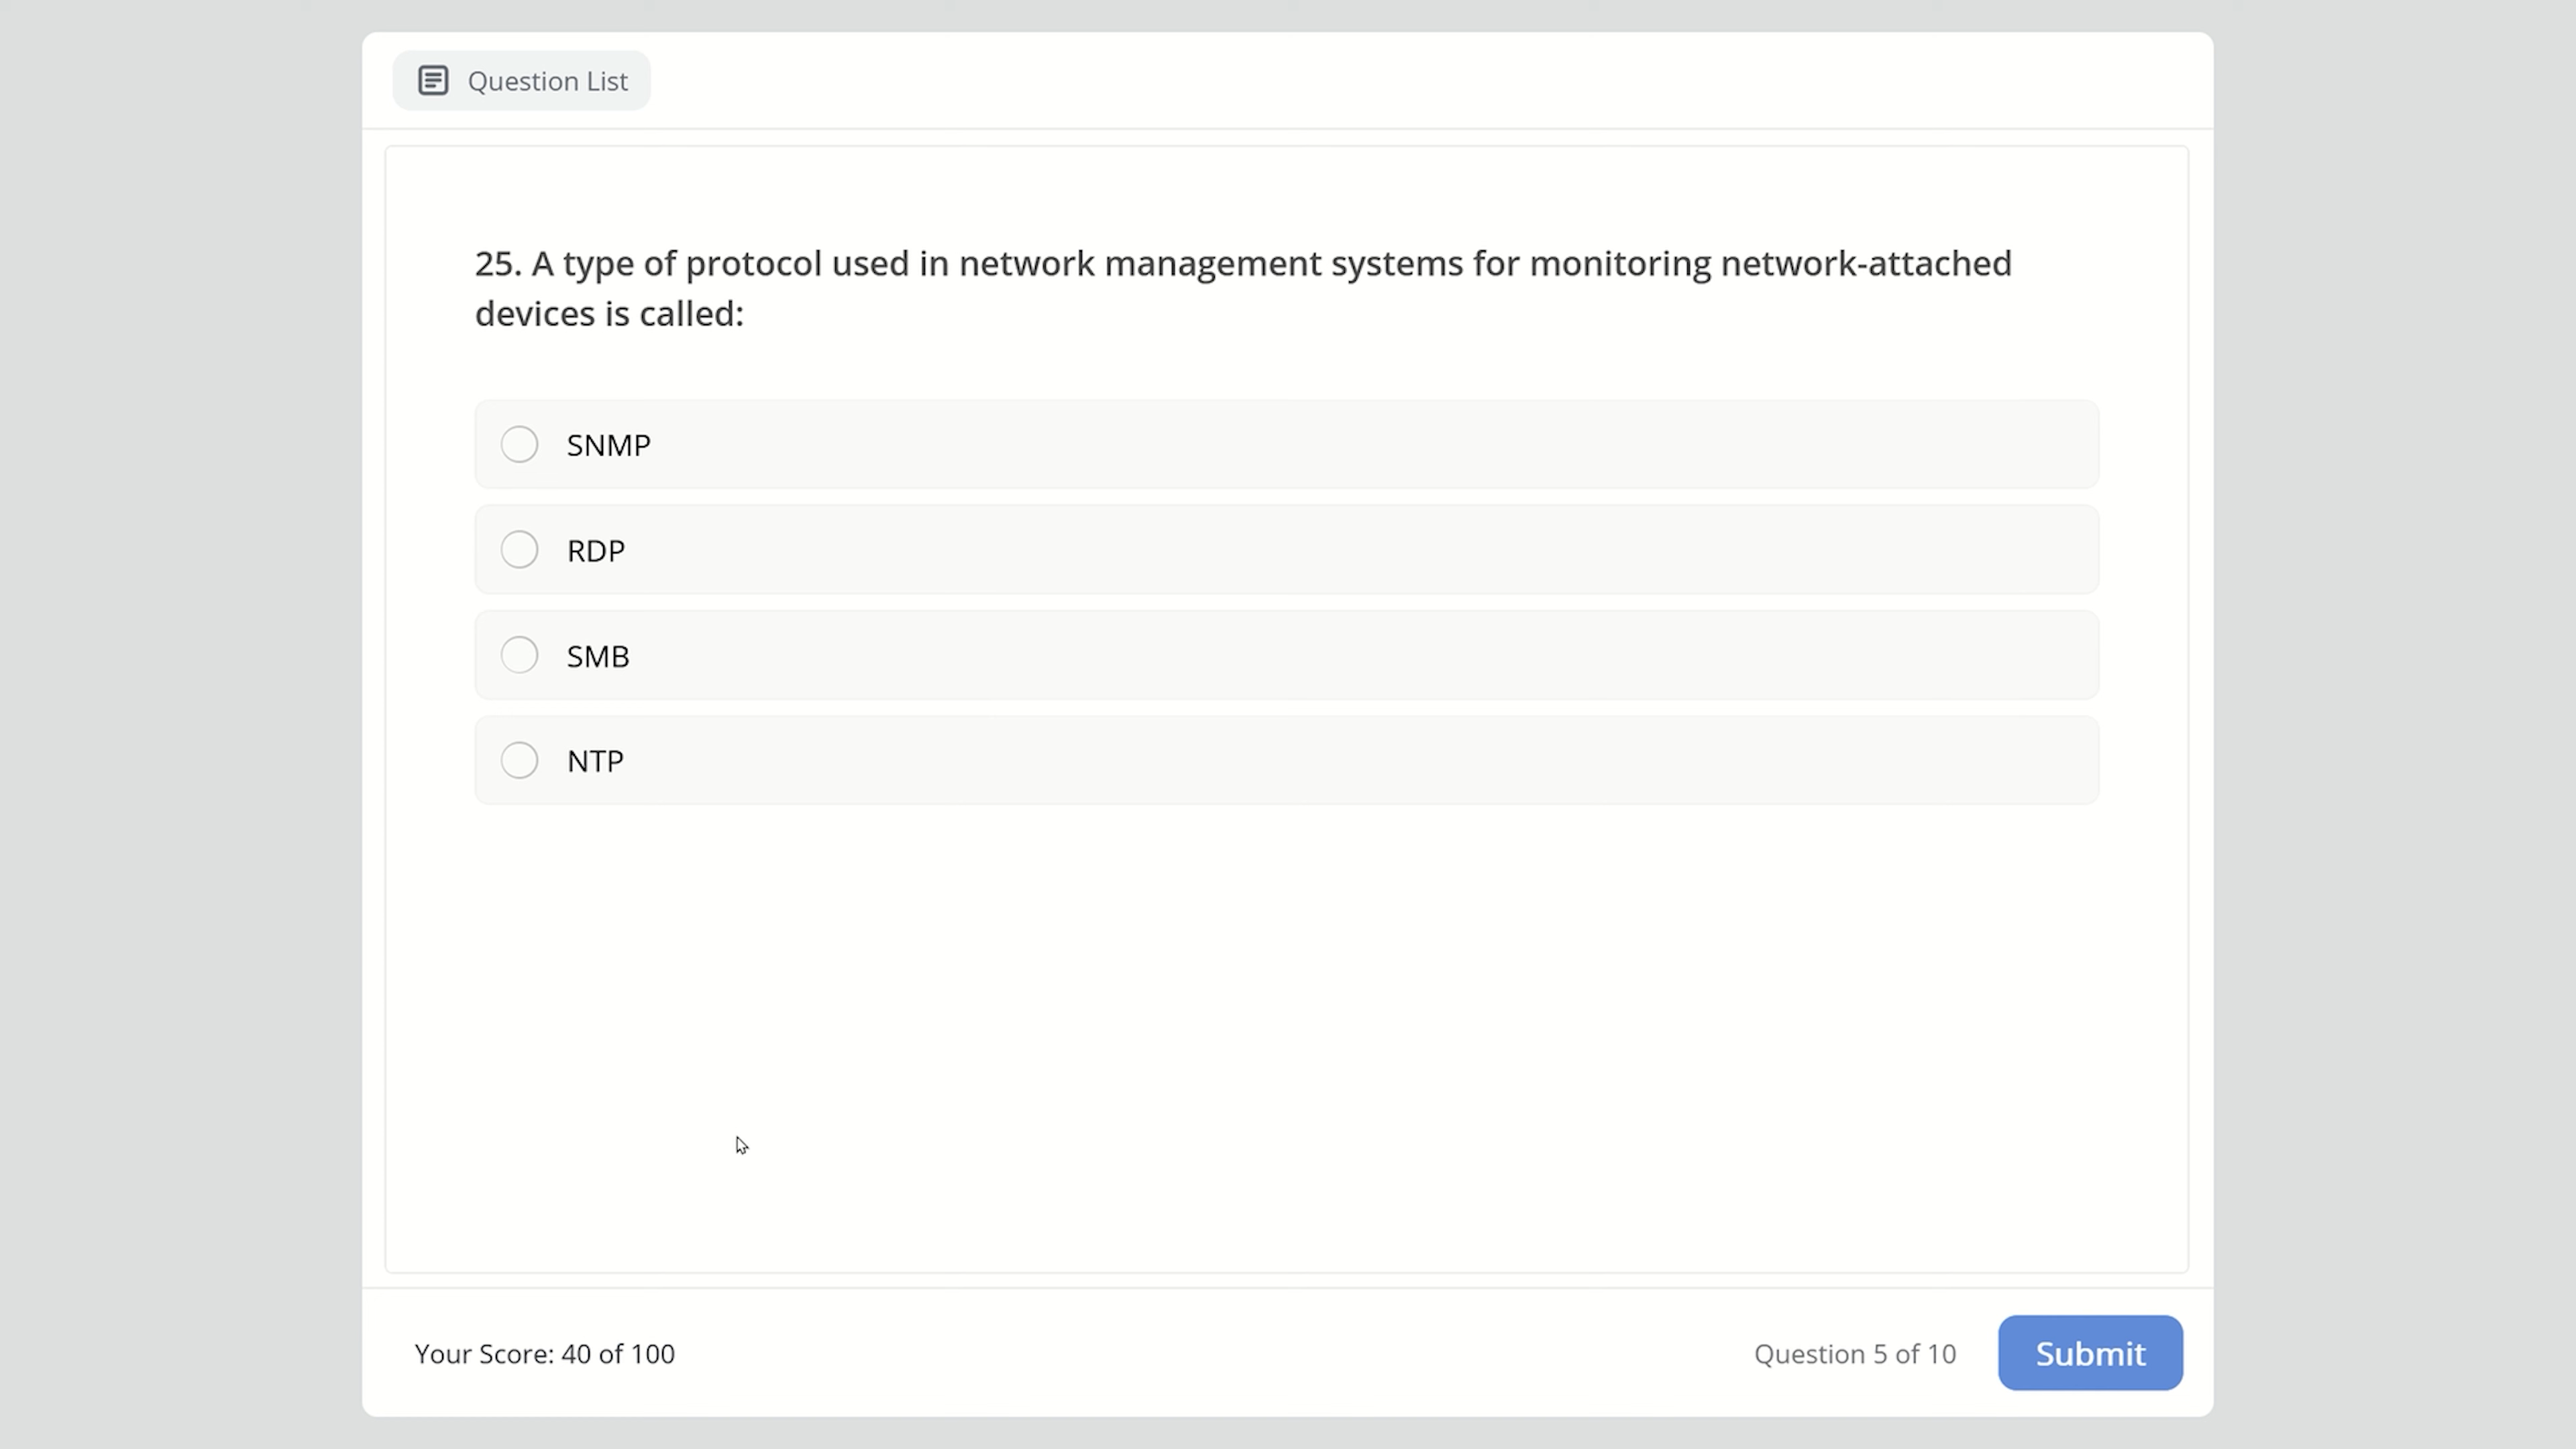 Question List
25. A type of protocol used in network management systems for monitoring network-attached
devices is called:
SNMP
RDP
SMB
NTP
Your Score: 40 of 100
Question 5 of 10
Submit